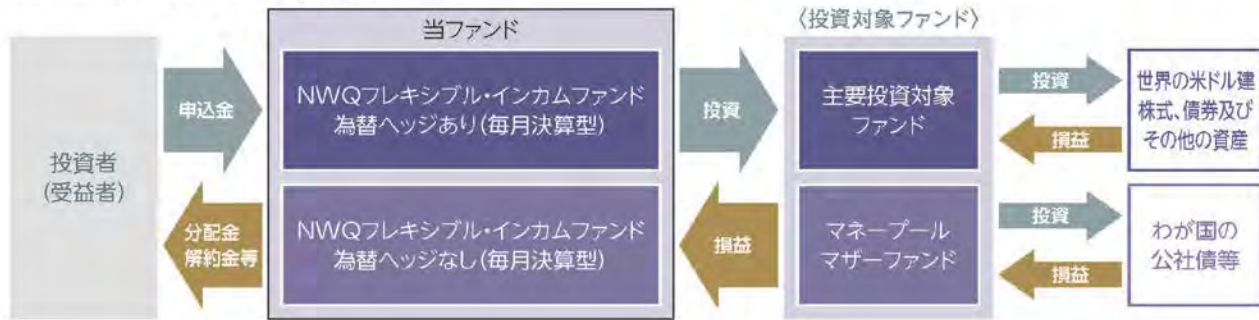 投資者
(受益者)
申込金
分配金
解約金等
当ファンド
NWQフレキシブル・インカムファンド
為替ヘッジあり(毎月決算型)
NWQフレキシブル・インカムファンド
為替ヘッジなし(毎月決算型)
投資
損益
〈投資対象ファンド〉
主要投資対象
ファンド
マネープール
マザーファンド
投資
損益
投資
損益
世界の米ドル建
株式、債券及び
その他の資産
わが国の
公社債等